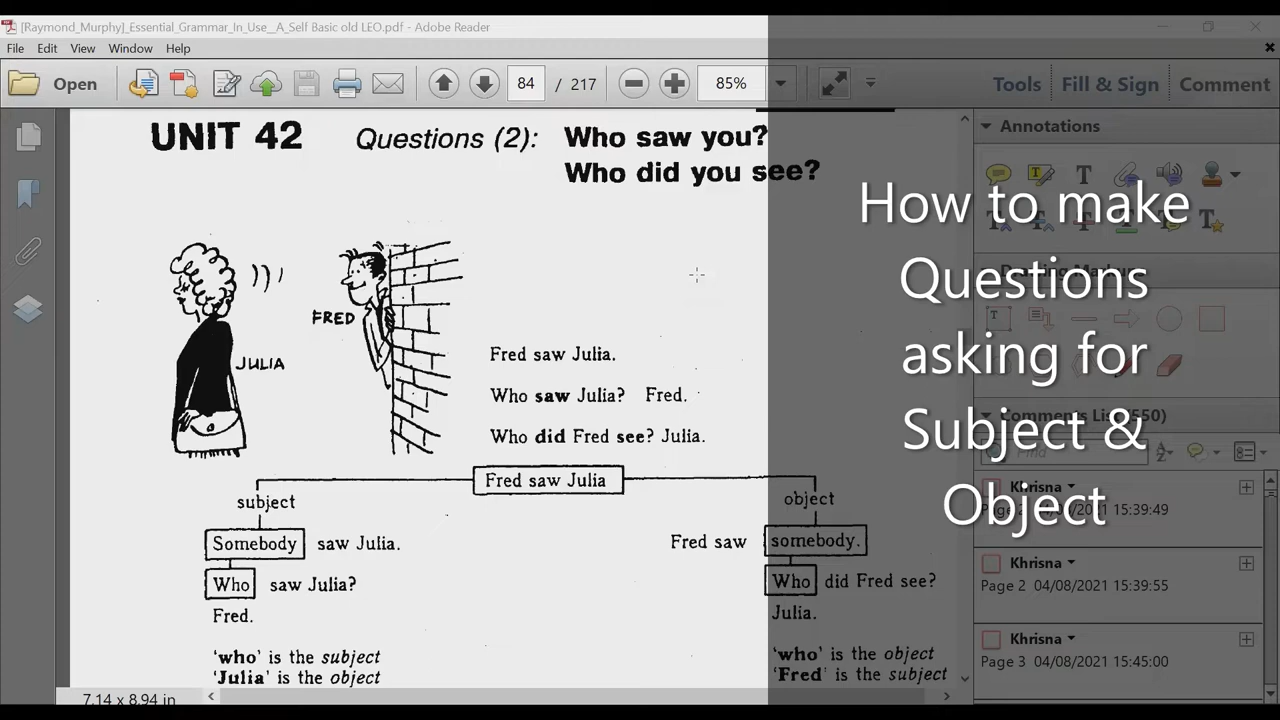 [Raymond_Murphy]_Essential_Grammar_In_Use__A_Self Basic old LEO.pdf - Adobe Reader
File Edit View Window Help
Open
84 / 217
85%
Tools Fill & Sign Comment
UNIT 42 Questions (2): Who saw you?
Who did you see?
FRED
JULIA
Fred saw Julia.
Who saw Julia? Fred.
Who did Fred see? Julia.
Fred saw Julia
subject
object
Somebody saw Julia.
Fred saw somebody.
Who saw Julia?
Who did Fred see?
Fred.
Julia.
'who' is the subject
'Julia' is the object
'who' is the object
'Fred' is the subject
7,14 x 8,94 in
Annotations
How to make
Questions
asking for
Subject &
Object
Find
Khrisna
04/08/2021 15:39:49
Khrisna
Page 2 04/08/2021 15:39:55
Khrisna
Page 3 04/08/2021 15:45:00